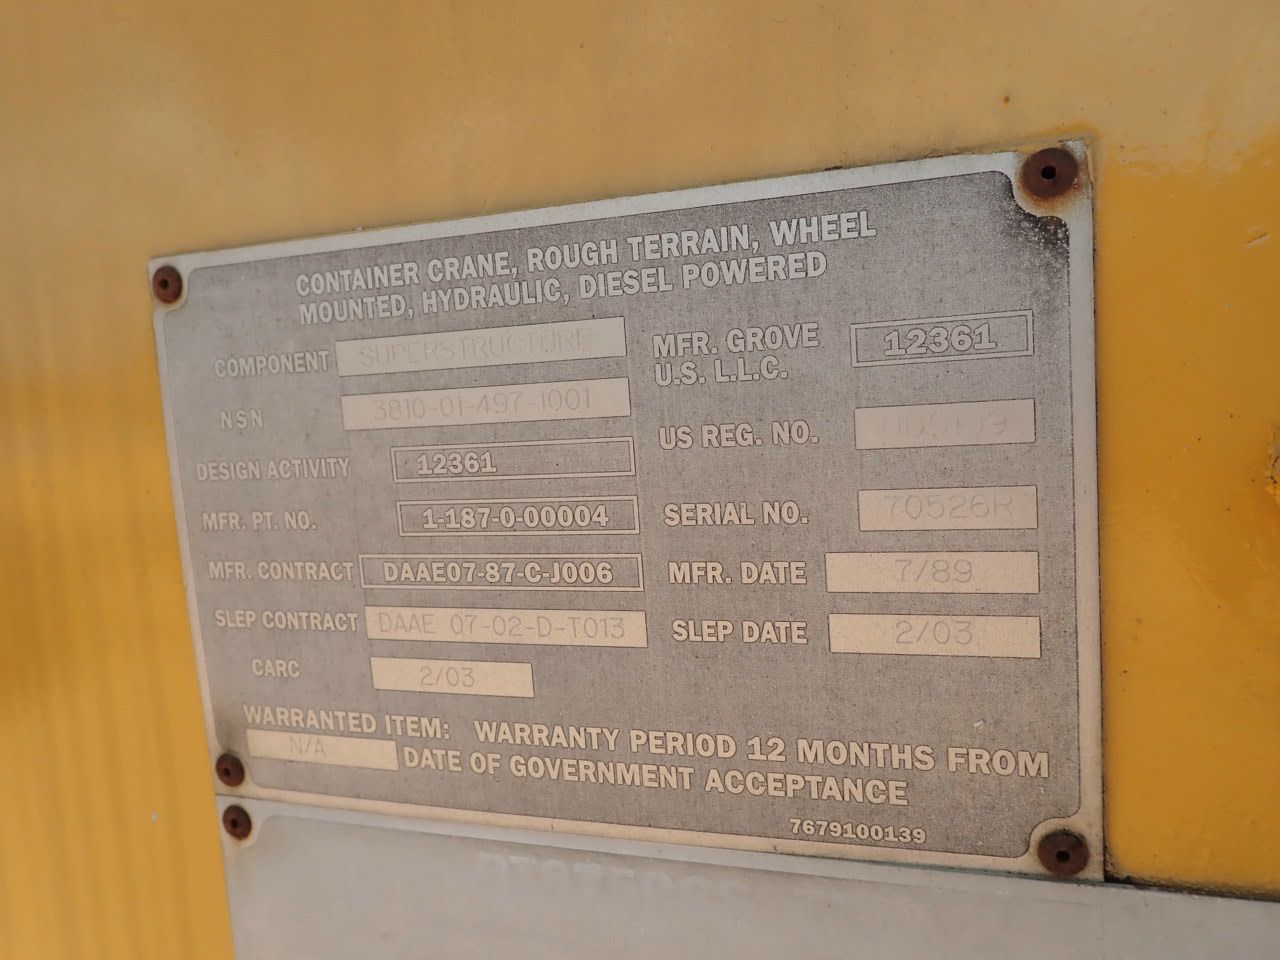 CONTAINER CRANE, ROUGH TERRAIN, WHEEL
MOUNTED, HYDRAULIC, DIESEL POWERED
COMPONENT SUPERSTRUCTURE
NSN 3810-01-497-1001
DESIGN ACTIVITY 12361
MFR. PT. NO. 1-187-0-00004
MFR. CONTRACT DAAE07-87-C-J006
SLEP CONTRACT DAAE 07-02-D-T013
CARC 2/03
MFR. GROVE 12361
U.S. L.L.C.
US REG. NO.
SERIAL NO. 70526R
MFR. DATE 7/89
SLEP DATE 2/03
WARRANTED ITEM: WARRANTY PERIOD 12 MONTHS FROM
N/A DATE OF GOVERNMENT ACCEPTANCE
7679100139